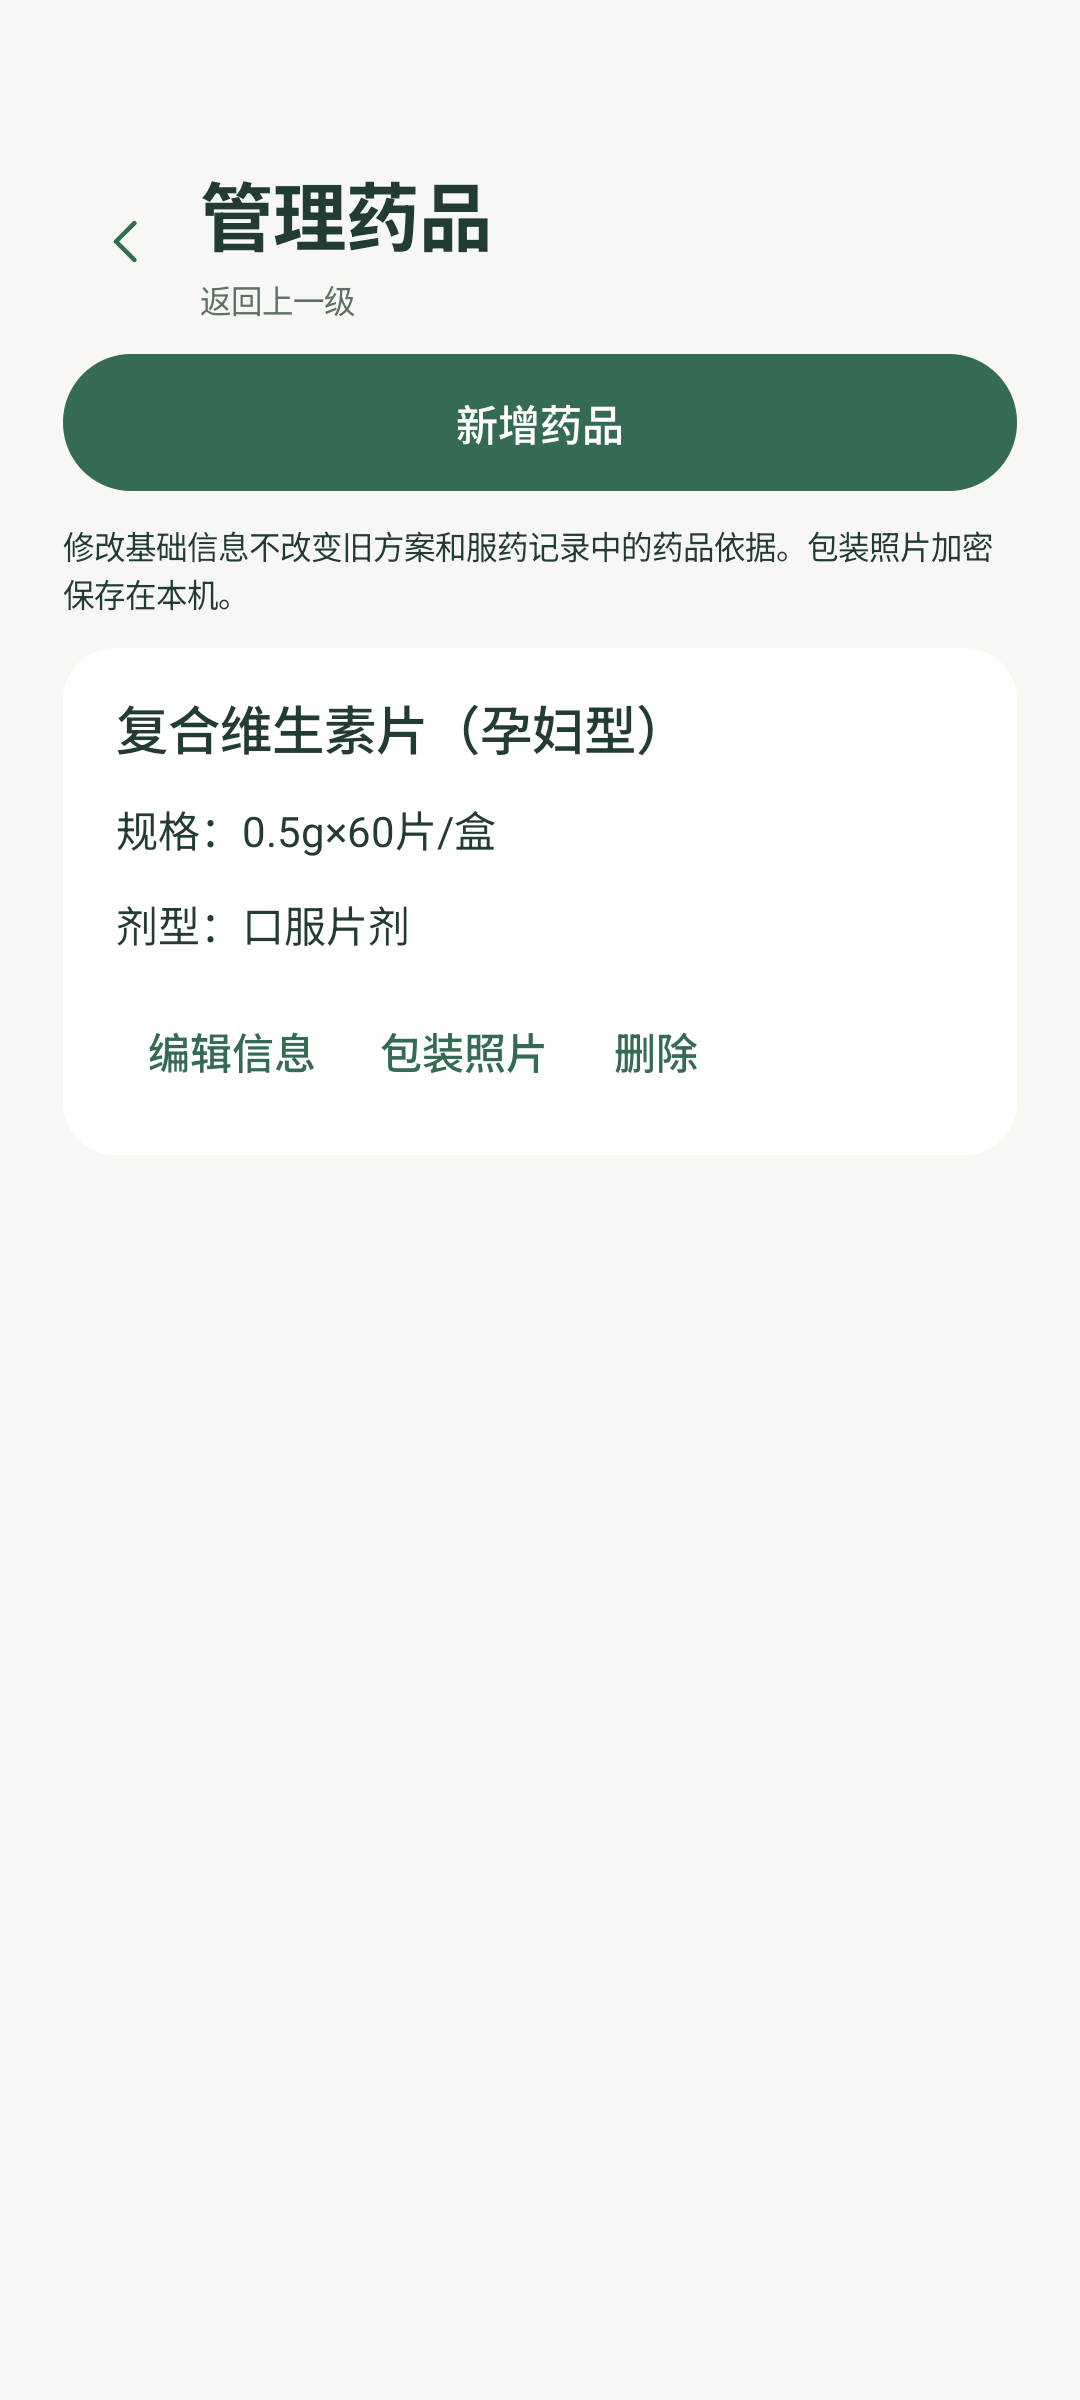 管理药品
返回上一级
新增药品
修改基础信息不改变旧方案和服药记录中的药品依据。包装照片加密
保存在本机。
复合维生素片（孕妇型）
规格：0.5g×60片/盒
剂型：口服片剂
编辑信息 包装照片 删除